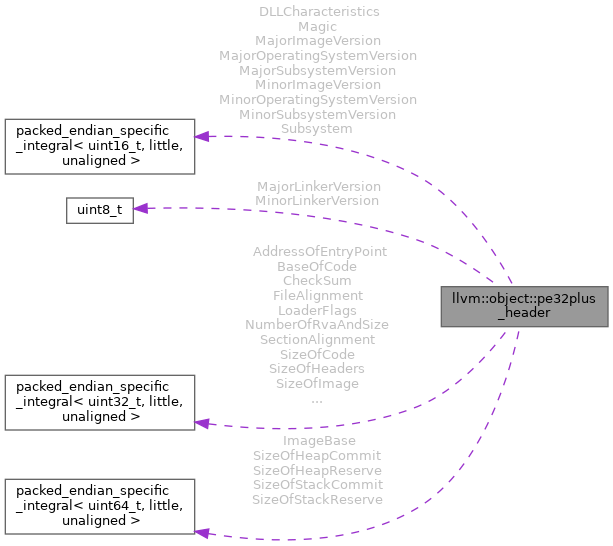 DLLCharacteristics
Magic
MajorImageVersion
MajorOperatingSystemVersion
MajorSubsystemVersion
MinorImageVersion
MinorOperatingSystemVersion
MinorSubsystemVersion
Subsystem
packed_endian_specific
_integral< uint16_t, little,
unaligned >
MajorLinkerVersion
MinorLinkerVersion
uint8_t
AddressOfEntryPoint
BaseOfCode
CheckSum
FileAlignment
LoaderFlags
NumberOfRvaAndSize
SectionAlignment
SizeOfCode
SizeOfHeaders
SizeOfImage
...
llvm::object::pe32plus
_header
packed_endian_specific
_integral< uint32_t, little,
unaligned >
ImageBase
SizeOfHeapCommit
SizeOfHeapReserve
SizeOfStackCommit
SizeOfStackReserve
packed_endian_specific
_integral< uint64_t, little,
unaligned >